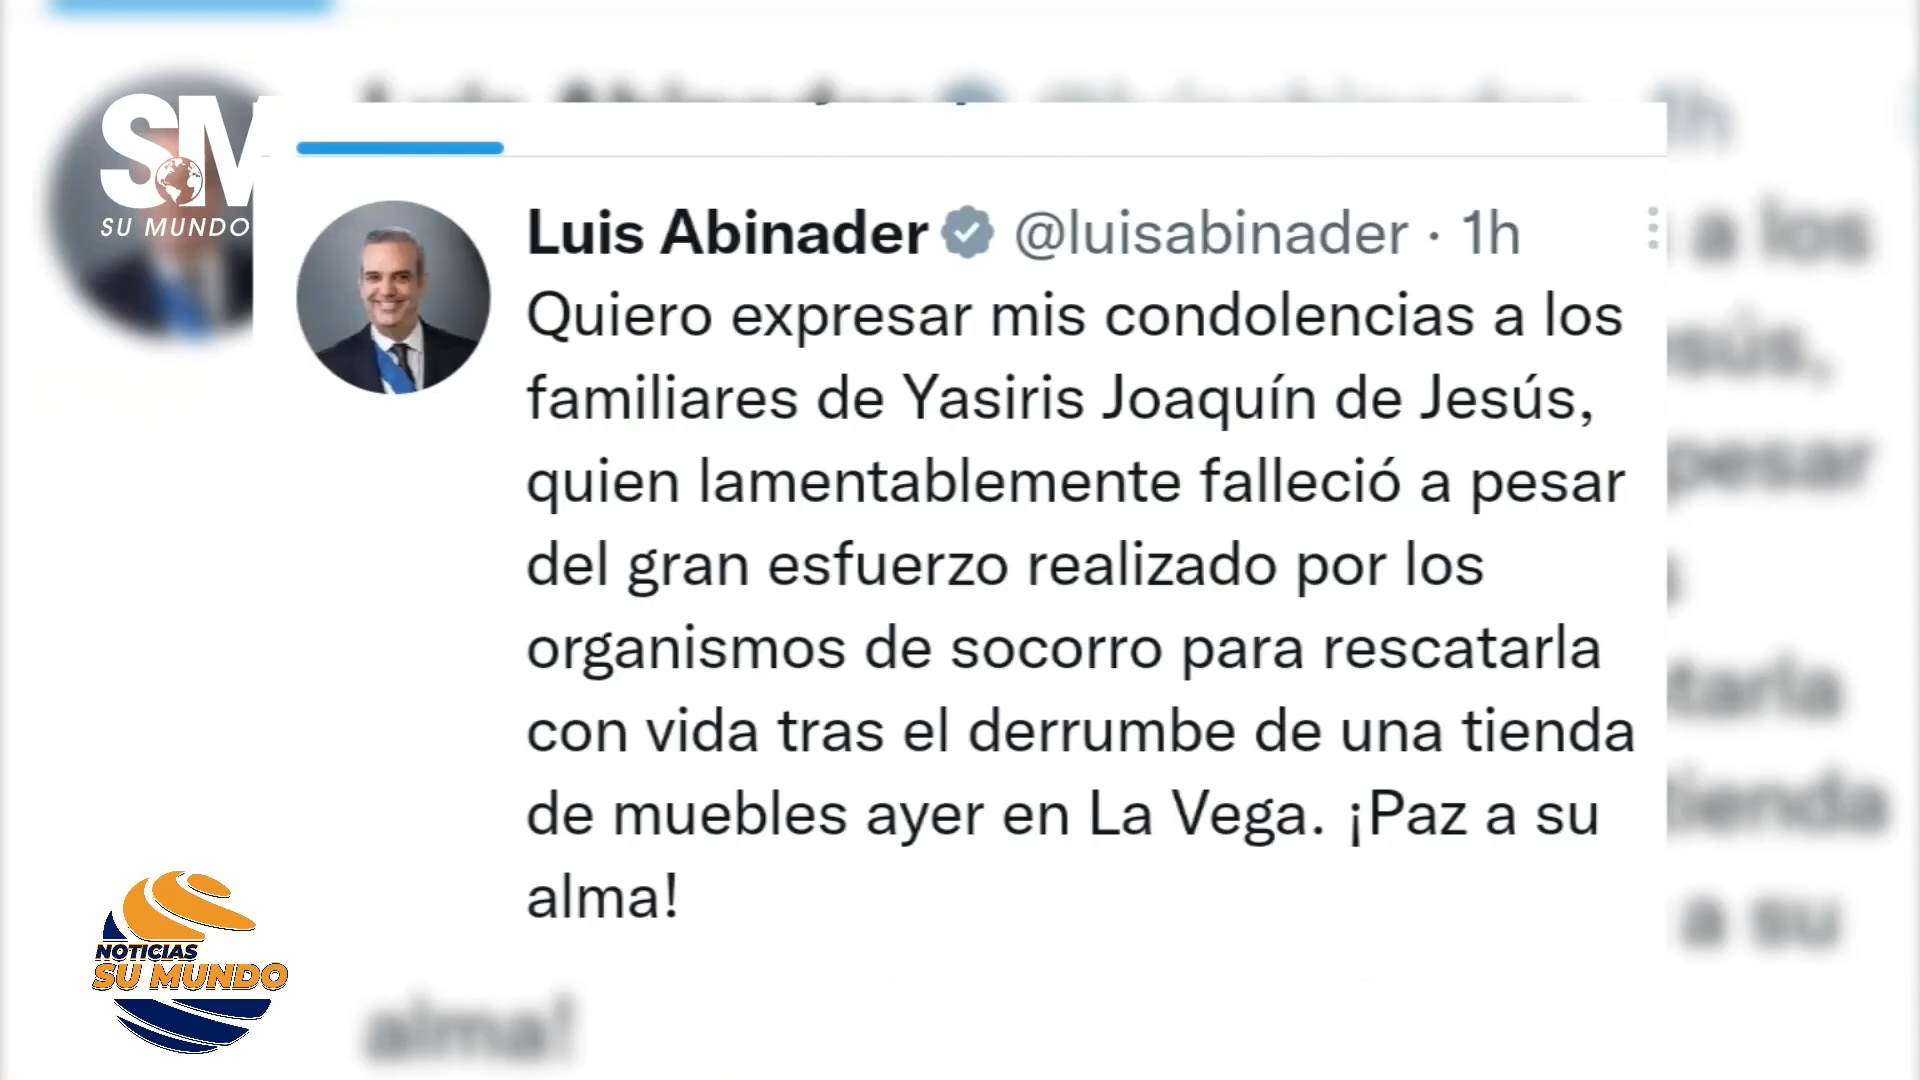 SM
SU MUNDO
Luis Abinader @luisabinader · 1h
Quiero expresar mis condolencias a los
familiares de Yasiris Joaquín de Jesús,
quien lamentablemente falleció a pesar
del gran esfuerzo realizado por los
organismos de socorro para rescatarla
con vida tras el derrumbe de una tienda
de muebles ayer en La Vega. ¡Paz a su
alma!
NOTICIAS
SU MUNDO